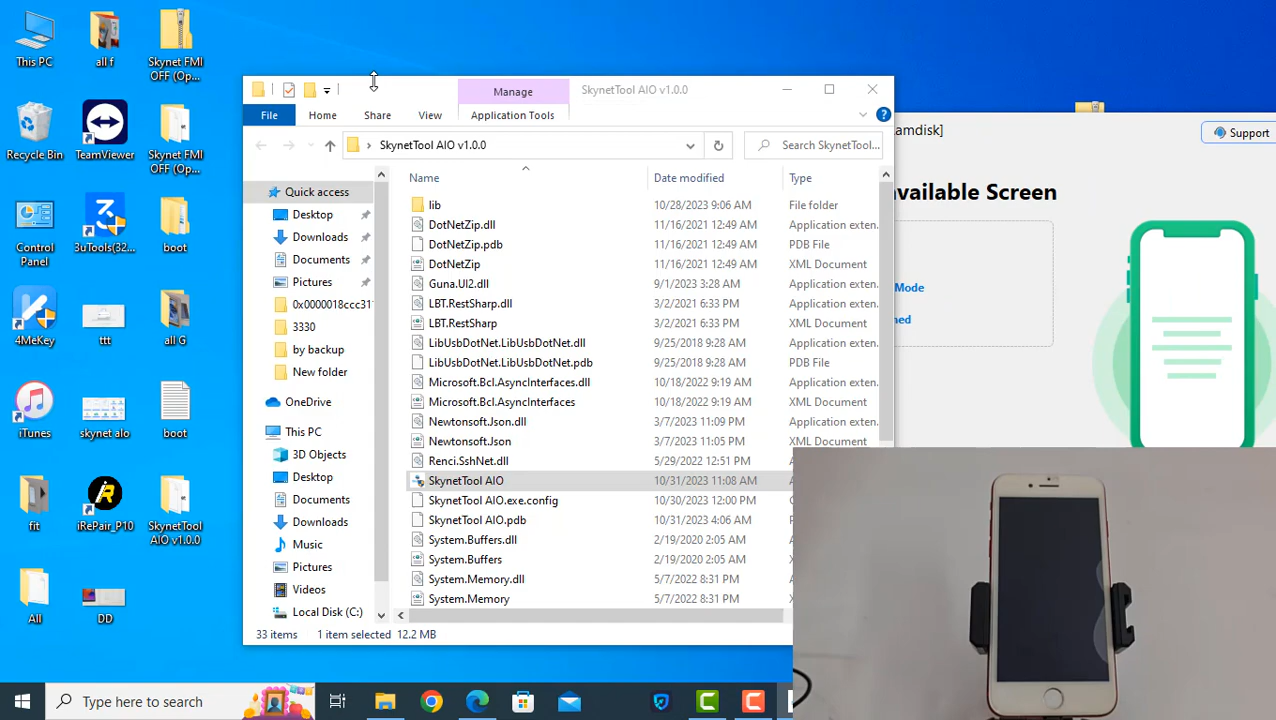 This PC
all f
Skynet FMI
OFF (Op...
Recycle Bin
TeamViewer
Skynet FMI
OFF (Op...
Control
Panel
3uTools(32...
boot
4MeKey
ttt
all G
iTunes
skynet aIo
boot
fit
iRePair_P10
SkynetTool
AIO v1.0.0
All
DD
Manage
SkynetTool AIO v1.0.0
File
Home
Share
View
Application Tools
SkynetTool AIO v1.0.0
Search SkynetTool...
Quick access
Desktop
Downloads
Documents
Pictures
0x0000018ccc31
3330
by backup
New folder
OneDrive
This PC
3D Objects
Desktop
Documents
Downloads
Music
Pictures
Videos
Local Disk (C:)
Name Date modified Type
lib 10/28/2023 9:06 AM File folder
DotNetZip.dll 11/16/2021 12:49 AM Application exten...
DotNetZip.pdb 11/16/2021 12:49 AM PDB File
DotNetZip 11/16/2021 12:49 AM XML Document
Guna.UI2.dll 9/1/2023 3:28 AM Application exten...
LBT.RestSharp.dll 3/2/2021 6:33 PM Application exten...
LBT.RestSharp 3/2/2021 6:33 PM XML Document
LibUsbDotNet.LibUsbDotNet.dll 9/25/2018 9:28 AM Application exten...
LibUsbDotNet.LibUsbDotNet.pdb 9/25/2018 9:28 AM PDB File
Microsoft.Bcl.AsyncInterfaces.dll 10/18/2022 9:19 AM Application exten...
Microsoft.Bcl.AsyncInterfaces 10/18/2022 9:19 AM XML Document
Newtonsoft.Json.dll 3/7/2023 11:09 PM Application exten...
Newtonsoft.Json 3/7/2023 11:05 PM XML Document
Renci.SshNet.dll 5/29/2022 12:51 PM Application exten...
SkynetTool AIO 10/31/2023 11:08 AM
SkynetTool AIO.exe.config 10/30/2023 12:00 PM
SkynetTool AIO.pdb 10/31/2023 4:06 AM
System.Buffers.dll 2/19/2020 2:05 AM
System.Buffers 2/19/2020 2:05 AM
System.Memory.dll 5/7/2022 8:31 PM
System.Memory 5/7/2022 8:31 PM
33 items 1 item selected 12.2 MB
amdisk]
Support
vailable Screen
Mode
ned
Type here to search